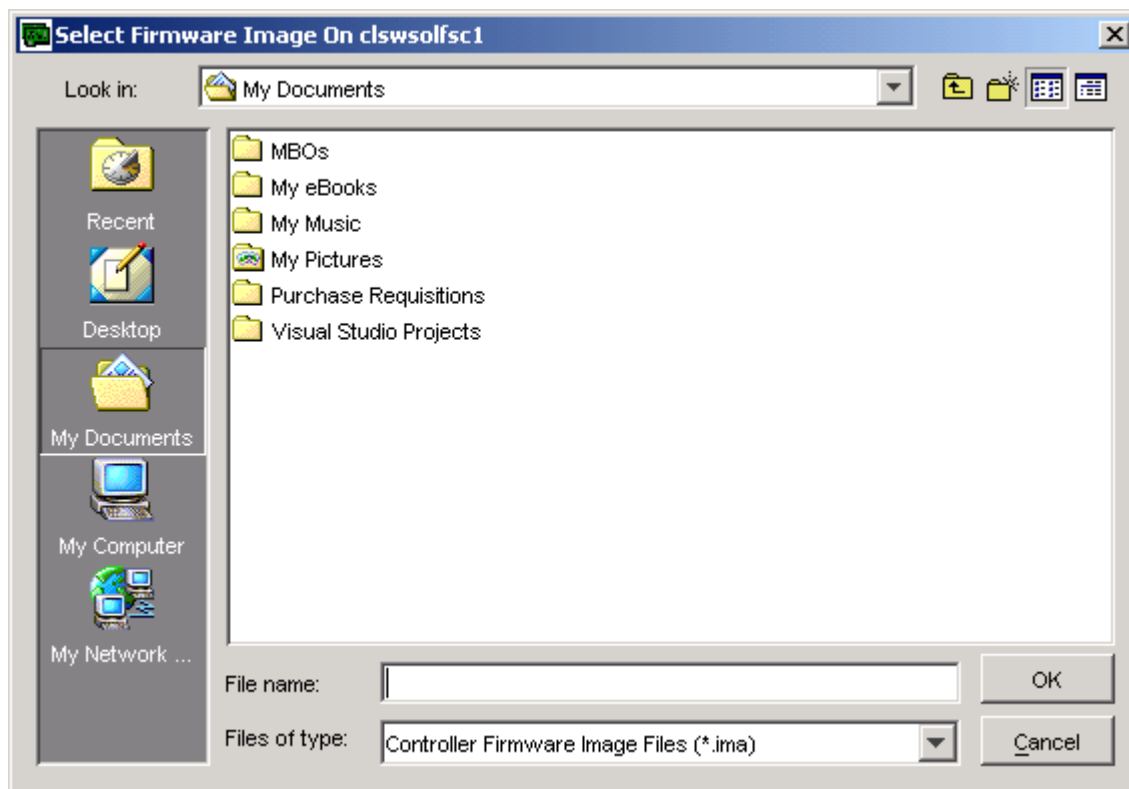 Select Firmware Image On clswsolfsc1
Look in:
My Documents
MBOs
My eBooks
My Music
My Pictures
Purchase Requisitions
Visual Studio Projects
Recent
Desktop
My Documents
My Computer
My Network ...
File name:
OK
Files of type:
Controller Firmware Image Files (*.ima)
Cancel